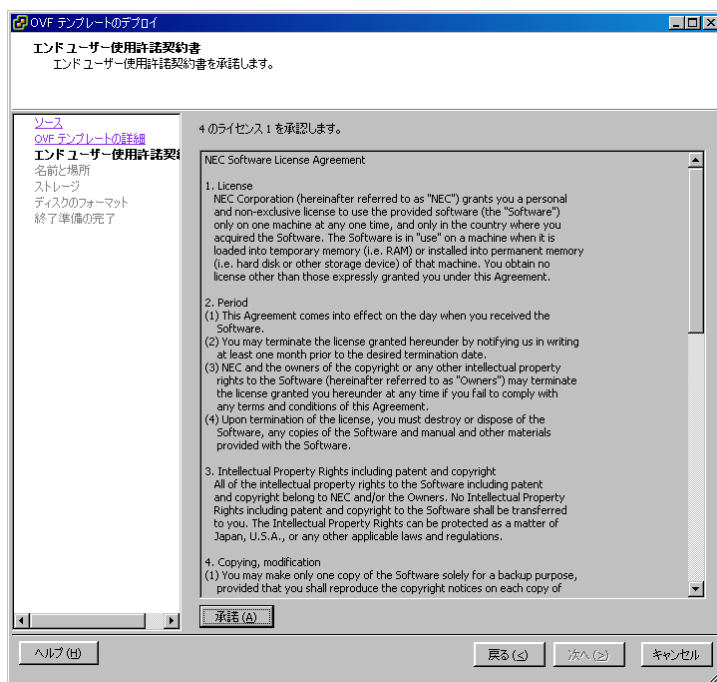 OVF テンプレートのデプロイ
エンド ユーザー使用許諾契約書
エンド ユーザー使用許諾契約書を承諾します。
ソース
OVF テンプレートの詳細
エンド ユーザー使用許諾契
名前と場所
ストレージ
ディスクのフォーマット
終了準備の完了
4 のライセンス 1 を承認します。
NEC Software License Agreement
1. License
NEC Corporation (hereinafter referred to as "NEC") grants you a personal
and non-exclusive license to use the provided software (the "Software")
only on one machine at any one time, and only in the country where you
acquired the Software. The Software is in "use" on a machine when it is
loaded into temporary memory (i.e. RAM) or installed into permanent memory
(i.e. hard disk or other storage device) of that machine. You obtain no
license other than those expressly granted you under this Agreement.
2. Period
(1) This Agreement comes into effect on the day when you received the
Software.
(2) You may terminate the license granted hereunder by notifying us in writing
at least one month prior to the desired termination date.
(3) NEC and the owners of the copyright or any other intellectual property
rights to the Software (hereinafter referred to as "Owners") may terminate
the license granted you hereunder at any time if you fail to comply with
any terms and conditions of this Agreement.
(4) Upon termination of the license, you must destroy or dispose of the
Software, any copies of the Software and manual and other materials
provided with the Software.
3. Intellectual Property Rights including patent and copyright
All of the intellectual property rights to the Software including patent
and copyright belong to NEC and/or the Owners. No Intellectual Property
Rights including patent and copyright to the Software shall be transferred
to you. The Intellectual Property Rights can be protected as a matter of
Japan, U.S.A., or any other applicable laws and regulations.
4. Copying, modification
(1) You may make only one copy of the Software solely for a backup purpose,
provided that you shall reproduce the copyright notices on each copy of
承諾(A)
ヘルプ(H)
戻る(<)
次へ(>)
キャンセル